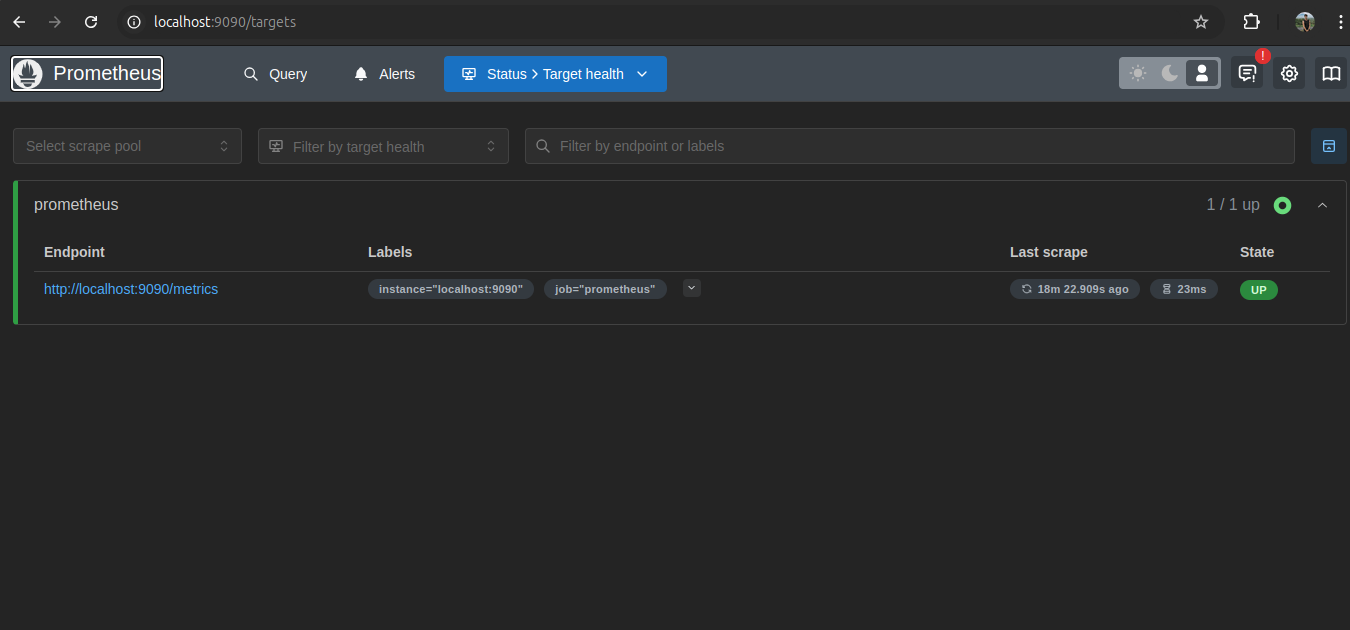 localhost:9090/targets
Prometheus
Query
Alerts
Status > Target health
!
Select scrape pool
Filter by target health
Filter by endpoint or labels
prometheus
1 / 1 up
Endpoint Labels Last scrape State
http://localhost:9090/metrics instance="localhost:9090" job="prometheus" 18m 22.909s ago 23ms UP